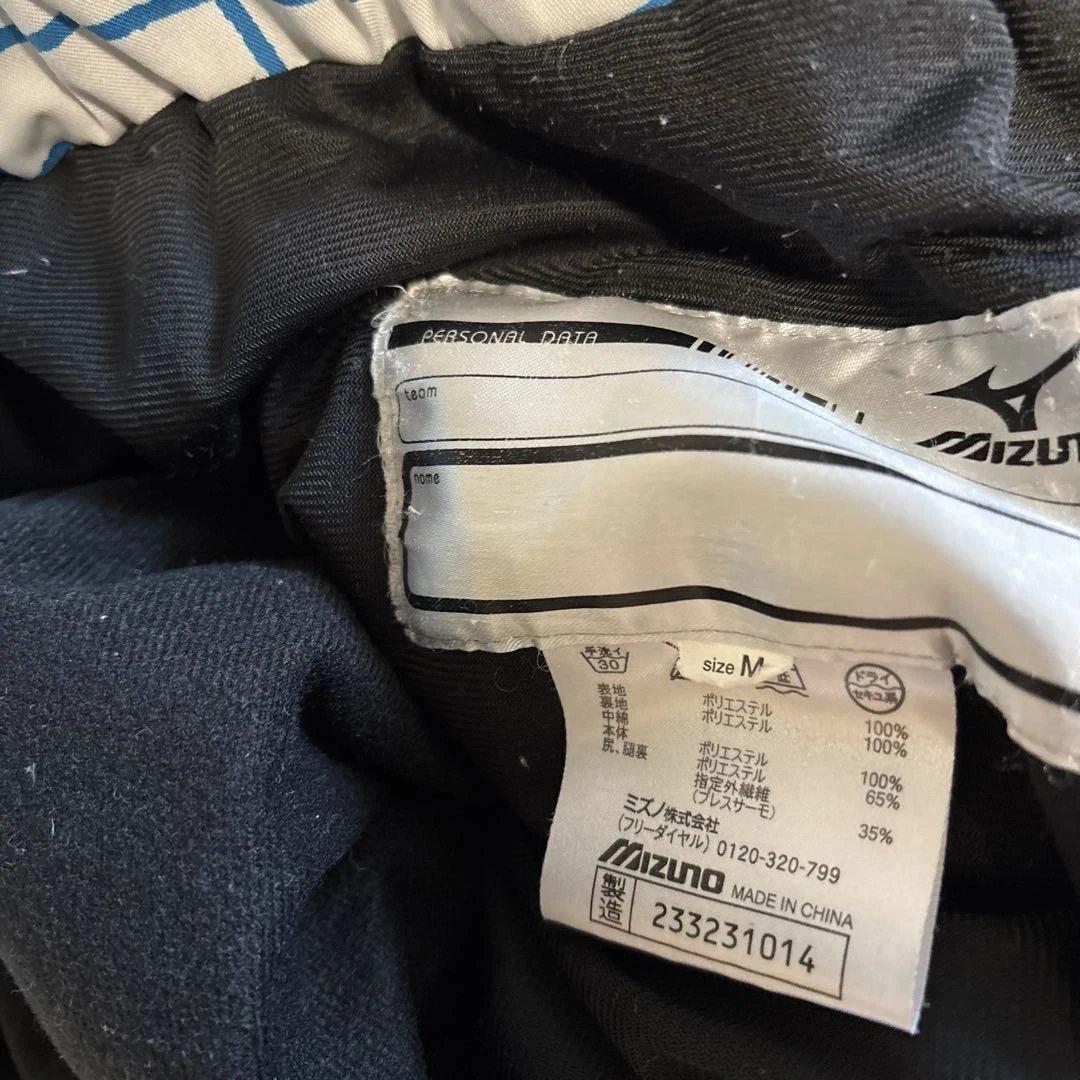 PERSONAL DATA
team
MIZUNO
name
手洗イ
30
size M
ドライ
セキユ系
表地 ポリエステル 100%
裏地 ポリエステル 100%
中綿
本体 ポリエステル 100%
尻、腿裏 ポリエステル 65%
指定外繊維 35%
(ブレスサーモ)
ミズノ株式会社
(フリーダイヤル) 0120-320-799
MIZUNO MADE IN CHINA
製造 233231014